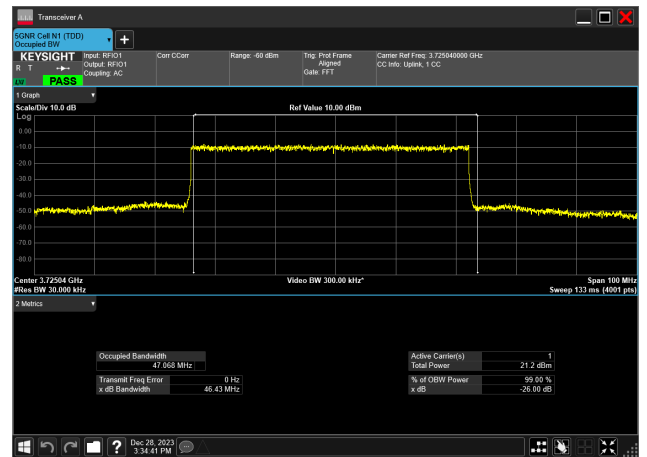 Transceiver A
5GNR Cell N1 (TDD)
Occupied BW
KEYSIGHT
R T
LW PASS
Input: RFIO1
Output: RFIO1
Coupling: AC
Corr CCorr
Range: -60 dBm
Trig: Prot Frame
Aligned
Gate: FFT
Carrier Ref Freq: 3.725040000 GHz
CC Info: Uplink, 1 CC
1 Graph
Scale/Div 10.0 dB
Ref Value 10.00 dBm
Log
0.00
-10.0
-20.0
-30.0
-40.0
-50.0
-60.0
-70.0
-80.0
Center 3.72504 GHz
Video BW 300.00 kHz*
Span 100 MHz
#Res BW 30.000 kHz
Sweep 133 ms (4001 pts)
2 Metrics
Occupied Bandwidth
47.068 MHz
Transmit Freq Error 0 Hz
x dB Bandwidth 46.43 MHz
Active Carrier(s) 1
Total Power 21.2 dBm
% of OBW Power 99.00 %
x dB -26.00 dB
Dec 28, 2023
3:34:41 PM